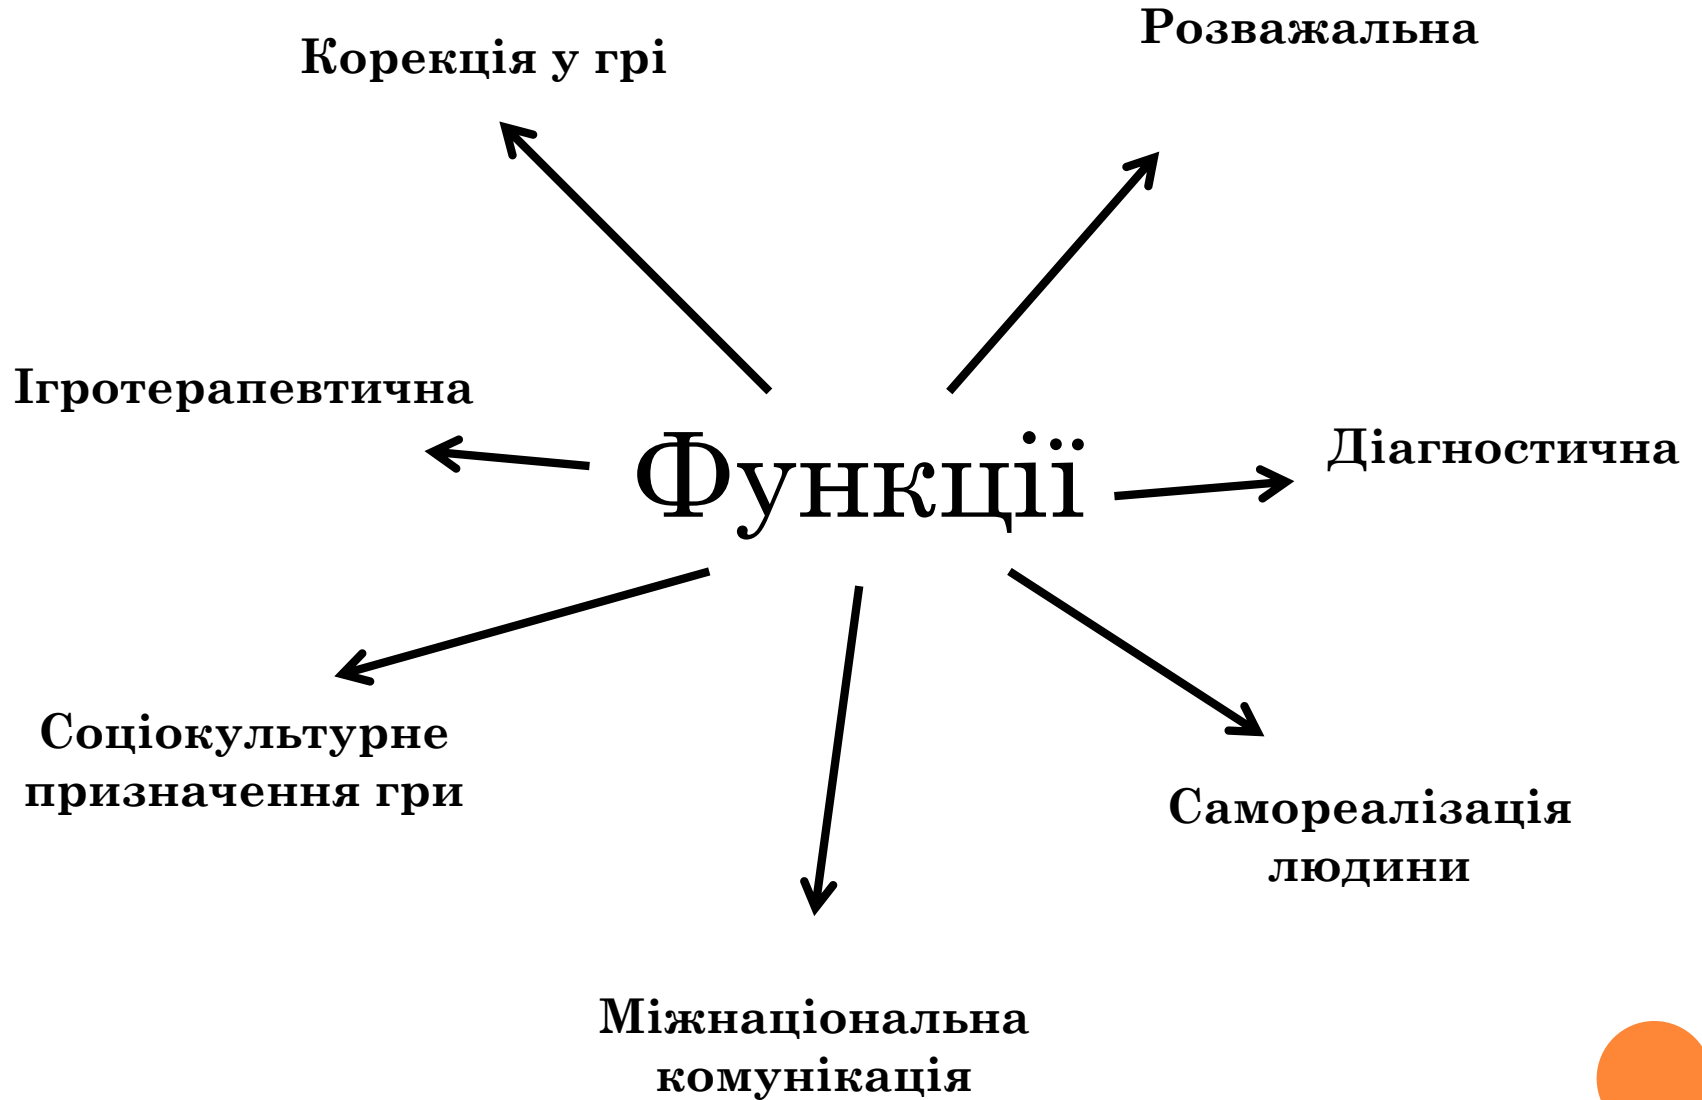 Розважальна
Корекція у грі
Ігротерапевтична
Функції
Діагностична
Соціокультурне
призначення гри
Самореалізація
людини
Міжнаціональна
комунікація